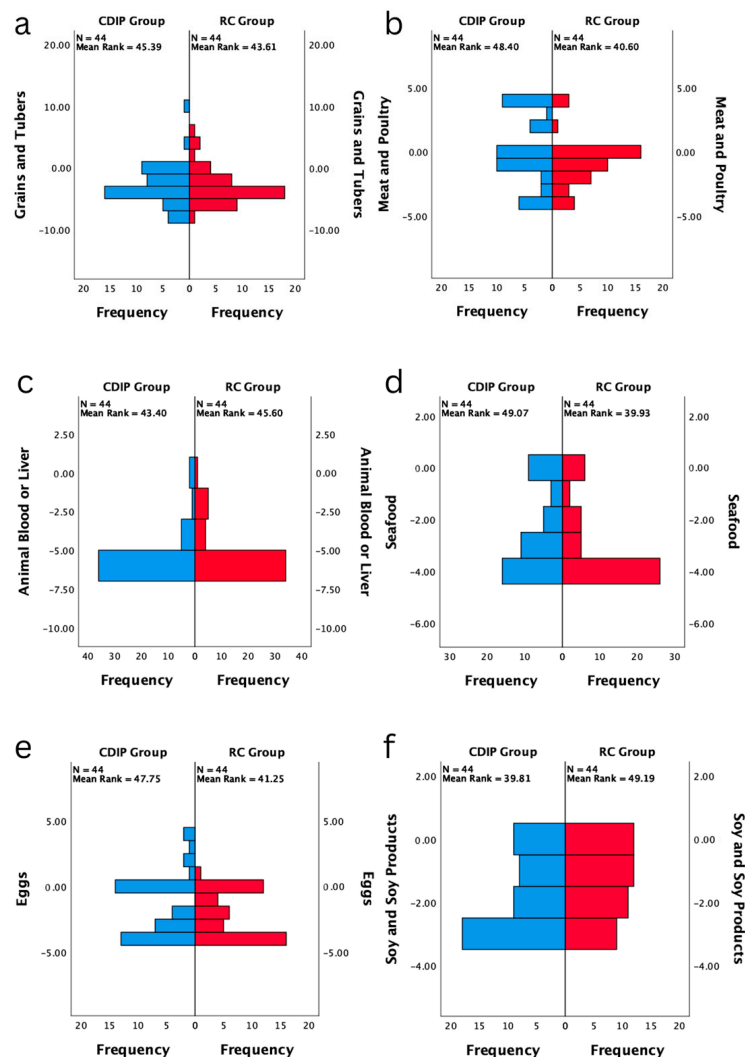 a
CDIP Group RC Group
N = 44 N = 44
Mean Rank = 45.39 Mean Rank = 43.61
20.00 20.00
10.00 10.00
0.00 0.00
−10.00 −10.00
Grains and Tubers
Grains and Tubers
20 15 10 5 0 5 10 15 20
Frequency Frequency
b
CDIP Group RC Group
N = 44 N = 44
Mean Rank = 48.40 Mean Rank = 40.60
5.00 5.00
0.00 0.00
−5.00 −5.00
Meat and Poultry
Meat and Poultry
20 15 10 5 0 5 10 15 20
Frequency Frequency
c
CDIP Group RC Group
N = 44 N = 44
Mean Rank = 43.40 Mean Rank = 45.60
2.50 2.50
0.00 0.00
−2.50 −2.50
−5.00 −5.00
−7.50 −7.50
−10.00 −10.00
Animal Blood or Liver
Animal Blood or Liver
40 30 20 10 0 10 20 30 40
Frequency Frequency
d
CDIP Group RC Group
N = 44 N = 44
Mean Rank = 49.07 Mean Rank = 39.93
2.00 2.00
0.00 0.00
−2.00 −2.00
−4.00 −4.00
−6.00 −6.00
Seafood
Seafood
30 20 10 0 10 20 30
Frequency Frequency
e
CDIP Group RC Group
N = 44 N = 44
Mean Rank = 47.75 Mean Rank = 41.25
5.00 5.00
0.00 0.00
−5.00 −5.00
Eggs
Eggs
20 15 10 5 0 5 10 15 20
Frequency Frequency
f
CDIP Group RC Group
N = 44 N = 44
Mean Rank = 39.81 Mean Rank = 49.19
2.00 2.00
0.00 0.00
−2.00 −2.00
−4.00 −4.00
Soy and Soy Products
Soy and Soy Products
20 15 10 5 0 5 10 15 20
Frequency Frequency